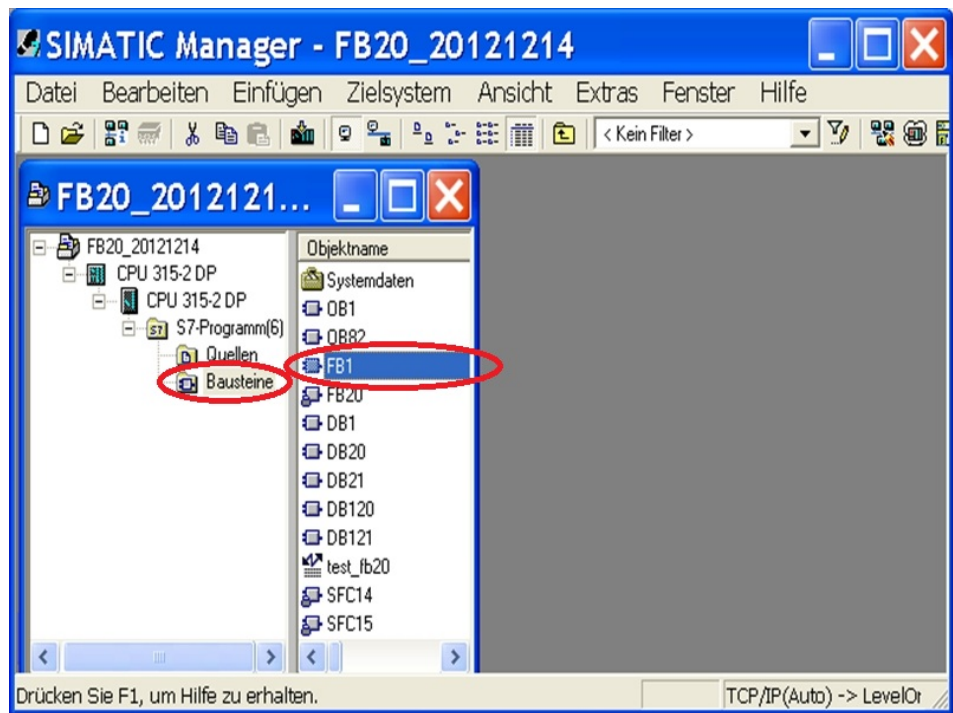 SIMATIC Manager - FB20_20121214
Datei Bearbeiten Einfügen Zielsystem Ansicht Extras Fenster Hilfe
< Kein Filter >
FB20_2012121...
FB20_20121214
CPU 315-2 DP
CPU 315-2 DP
S7-Programm(6)
Quellen
Bausteine
Objektname
Systemdaten
OB1
OB82
FB1
FB20
DB1
DB20
DB21
DB120
DB121
test_fb20
SFC14
SFC15
Drücken Sie F1, um Hilfe zu erhalten.
TCP/IP(Auto) -> LevelOr